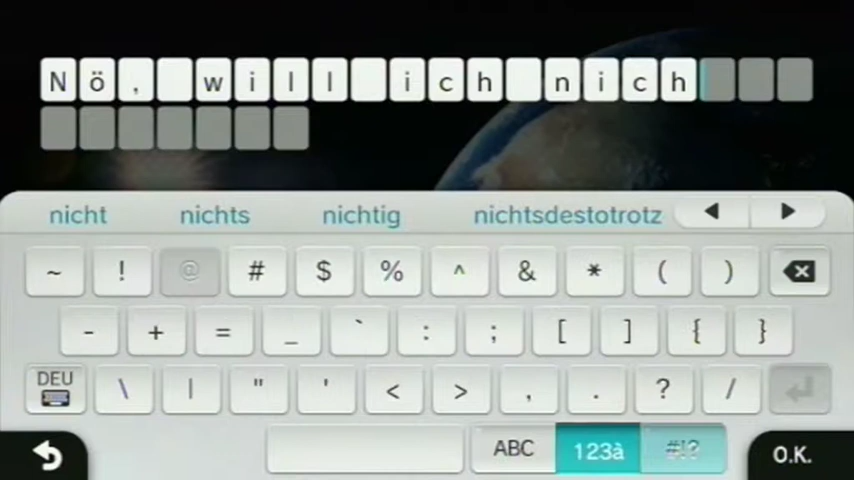 Nö, will ich nich
nicht nichts nichtig nichtsdestotrotz
~ ! @ # $ % ^ & * ( )
- + = _ ` : ; [ ] { }
DEU \ | " ' < > , . ? /
ABC 123à #!?
O.K.